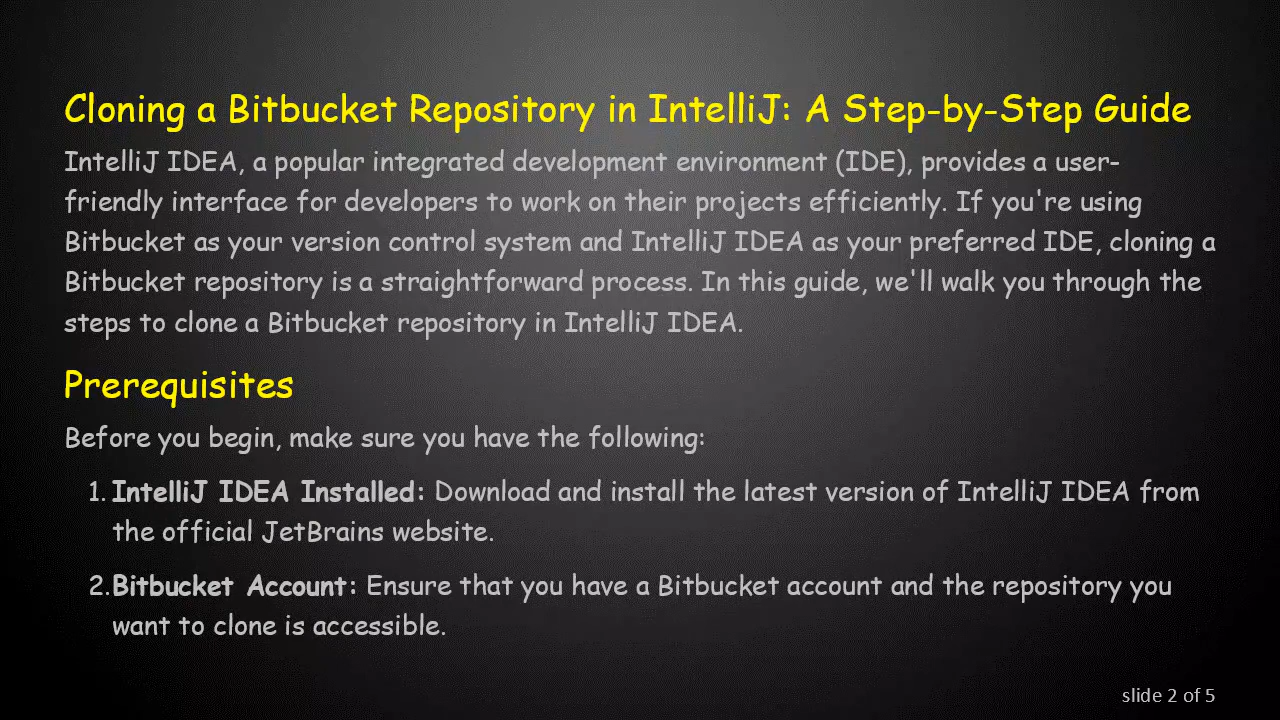 Cloning a Bitbucket Repository in IntelliJ: A Step-by-Step Guide
IntelliJ IDEA, a popular integrated development environment (IDE), provides a user-
friendly interface for developers to work on their projects efficiently. If you're using
Bitbucket as your version control system and IntelliJ IDEA as your preferred IDE, cloning a
Bitbucket repository is a straightforward process. In this guide, we'll walk you through the
steps to clone a Bitbucket repository in IntelliJ IDEA.
Prerequisites
Before you begin, make sure you have the following:
1. IntelliJ IDEA Installed: Download and install the latest version of IntelliJ IDEA from
the official JetBrains website.
2. Bitbucket Account: Ensure that you have a Bitbucket account and the repository you
want to clone is accessible.
slide 2 of 5